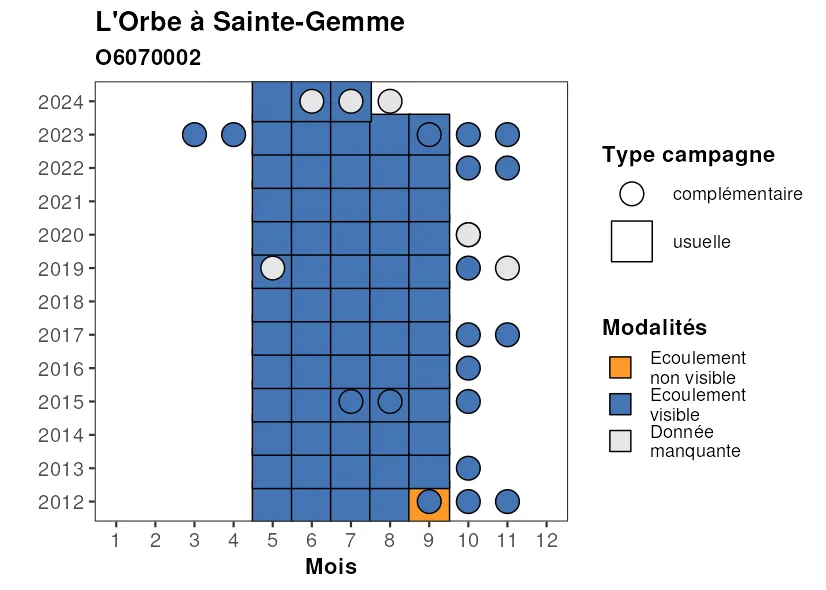 L'Orbe à Sainte-Gemme
O6070002
2024
2023
2022
2021
2020
2019
2018
2017
2016
2015
2014
2013
2012
1 2 3 4 5 6 7 8 9 10 11 12
Mois
Type campagne
complémentaire
usuelle
Modalités
Ecoulement
non visible
Ecoulement
visible
Donnée
manquante